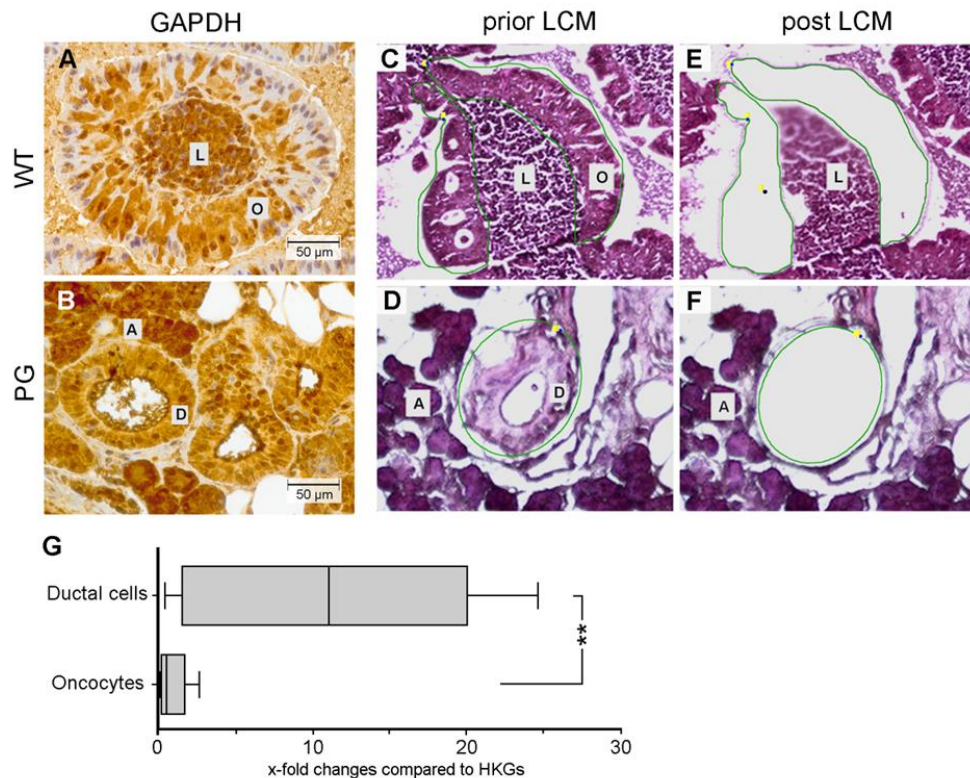 GAPDH prior LCM post LCM
WT
A
L
O
50 µm
C
L
O
E
L
PG
B
A
D
50 µm
D
A
D
F
A
G
Ductal cells
Oncocytes
**
0 10 20 30
x-fold changes compared to HKGs